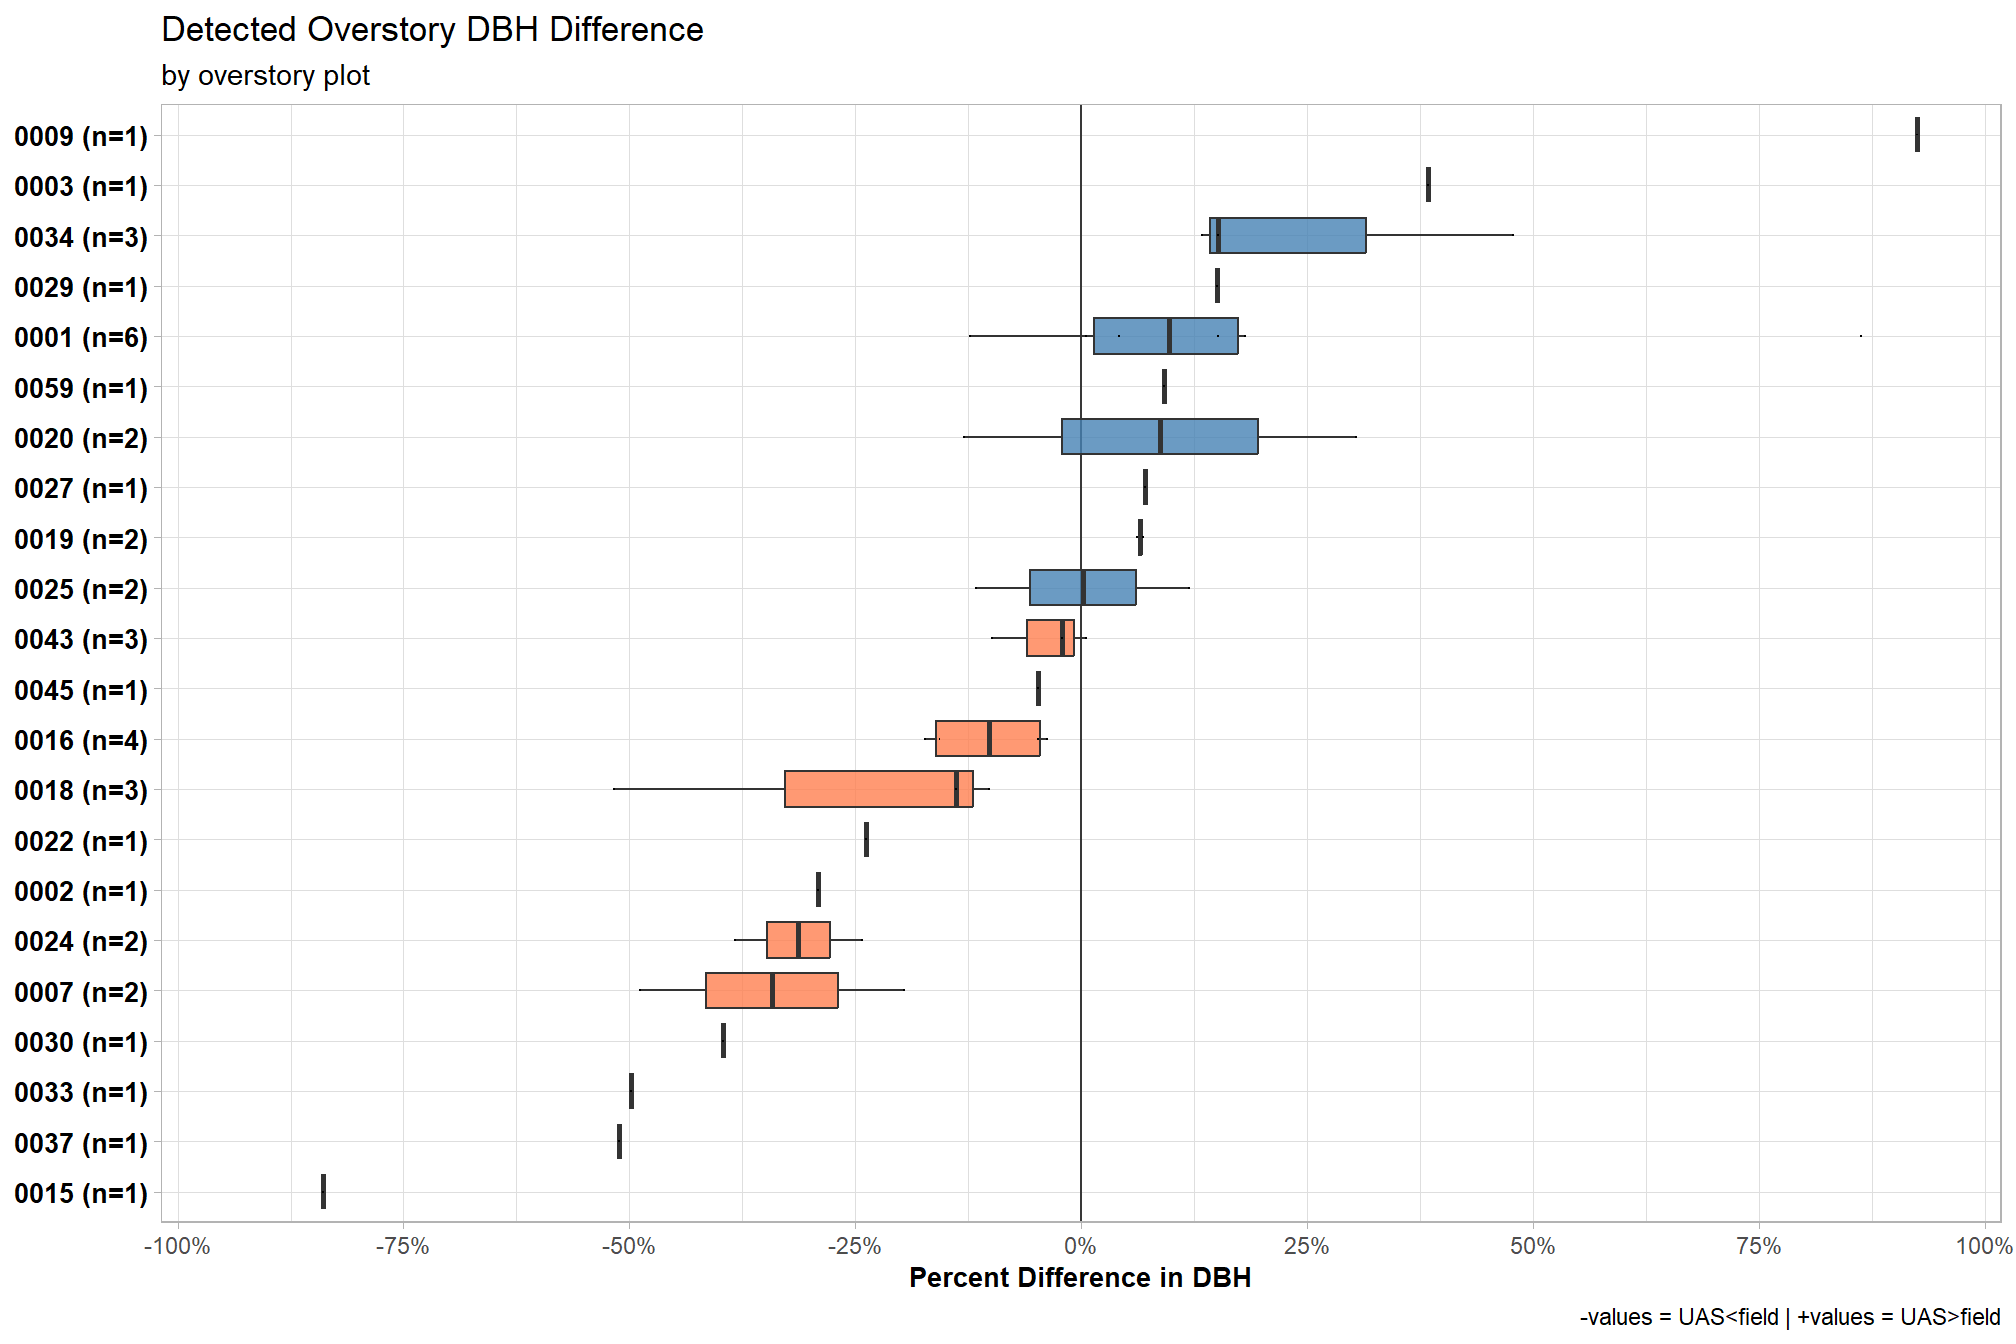 Detected Overstory DBH Difference
by overstory plot
0009 (n=1)
0003 (n=1)
0034 (n=3)
0029 (n=1)
0001 (n=6)
0059 (n=1)
0020 (n=2)
0027 (n=1)
0019 (n=2)
0025 (n=2)
0043 (n=3)
0045 (n=1)
0016 (n=4)
0018 (n=3)
0022 (n=1)
0002 (n=1)
0024 (n=2)
0007 (n=2)
0030 (n=1)
0033 (n=1)
0037 (n=1)
0015 (n=1)
-100% -75% -50% -25% 0% 25% 50% 75% 100%
Percent Difference in DBH
-values = UAS<field | +values = UAS>field